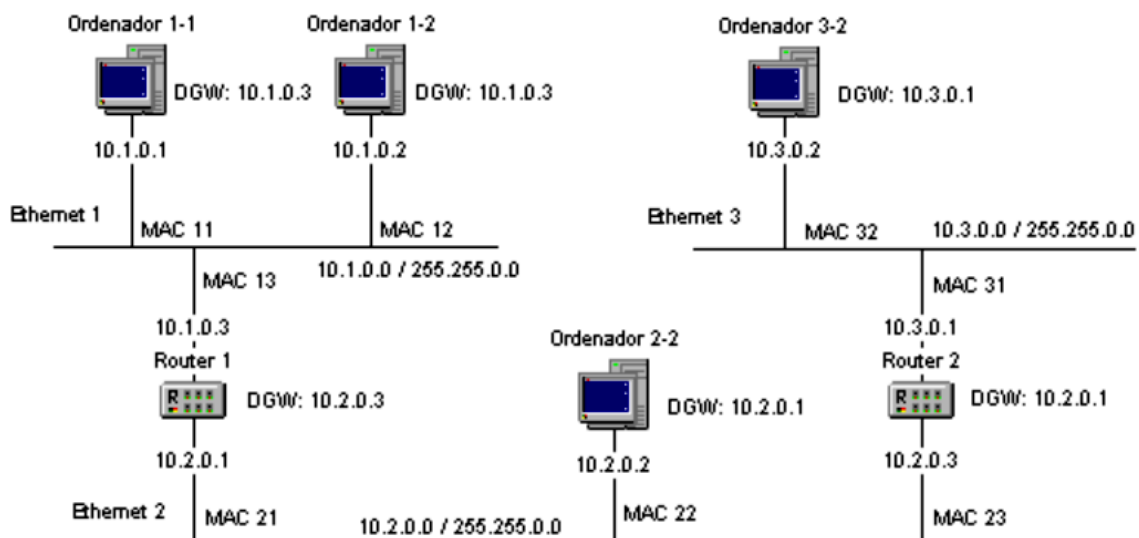 Ordenador 1-1
Ordenador 1-2
Ordenador 3-2
DGW: 10.1.0.3
DGW: 10.1.0.3
DGW: 10.3.0.1
10.1.0.1
10.1.0.2
10.3.0.2
Ethernet 1
MAC 11
MAC 12
Ethernet 3
MAC 32
10.3.0.0 / 255.255.0.0
10.1.0.0 / 255.255.0.0
MAC 13
MAC 31
10.1.0.3
10.3.0.1
Ordenador 2-2
Router 1
Router 2
R
DGW: 10.2.0.3
DGW: 10.2.0.1
R
DGW: 10.2.0.1
10.2.0.1
10.2.0.2
10.2.0.3
Ethernet 2
MAC 21
10.2.0.0 / 255.255.0.0
MAC 22
MAC 23